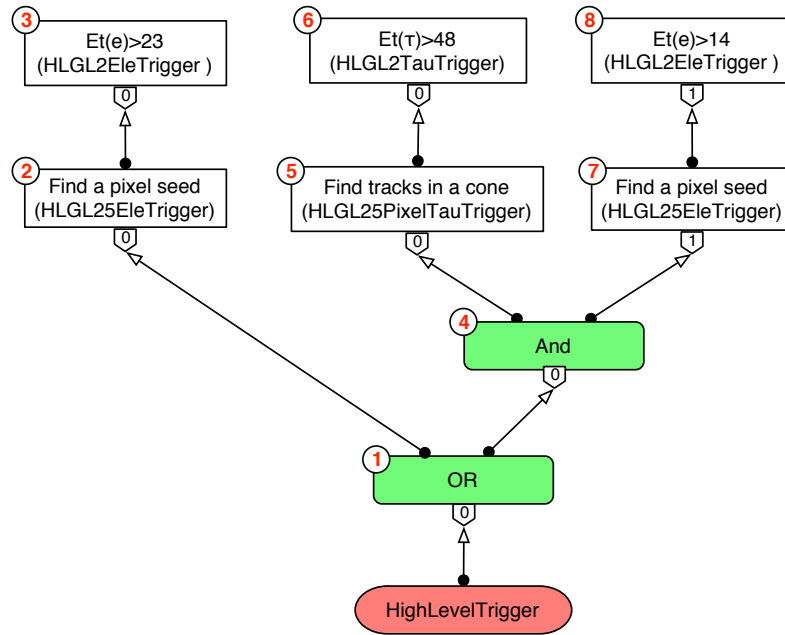 3
Et(e)>23
(HLGL2EleTrigger )
0
6
Et(τ)>48
(HLGL2TauTrigger)
0
8
Et(e)>14
(HLGL2EleTrigger )
1
2
Find a pixel seed
(HLGL25EleTrigger)
0
5
Find tracks in a cone
(HLGL25PixelTauTrigger)
0
7
Find a pixel seed
(HLGL25EleTrigger)
1
4
And
0
1
OR
0
HighLevelTrigger